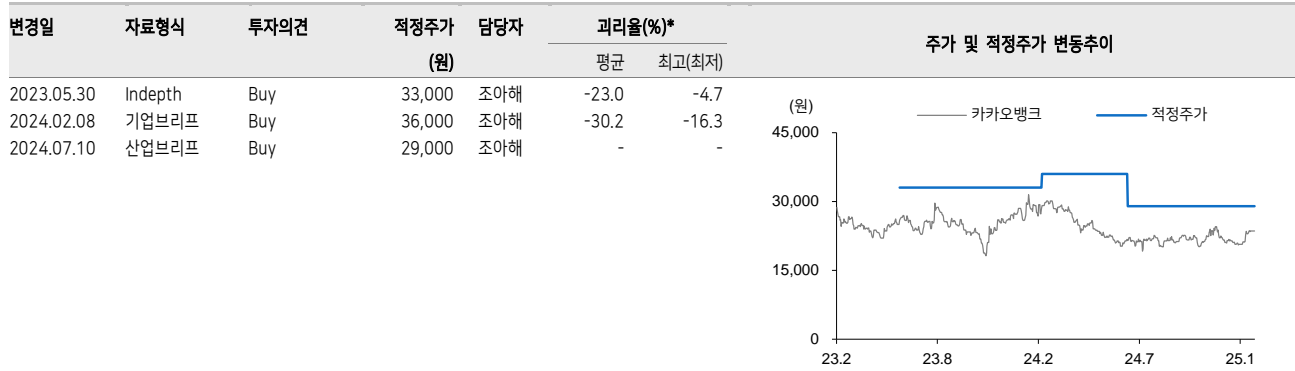 변경일 자료형식 투자의견 적정주가 담당자 괴리율(%)*
(원) 평균 최고(최저)
2023.05.30 Indepth Buy 33,000 조아해 -23.0 -4.7
2024.02.08 기업브리프 Buy 36,000 조아해 -30.2 -16.3
2024.07.10 산업브리프 Buy 29,000 조아해 - -
주가 및 적정주가 변동추이
(원) 카카오뱅크 적정주가
45,000
30,000
15,000
0
23.2 23.8 24.2 24.7 25.1